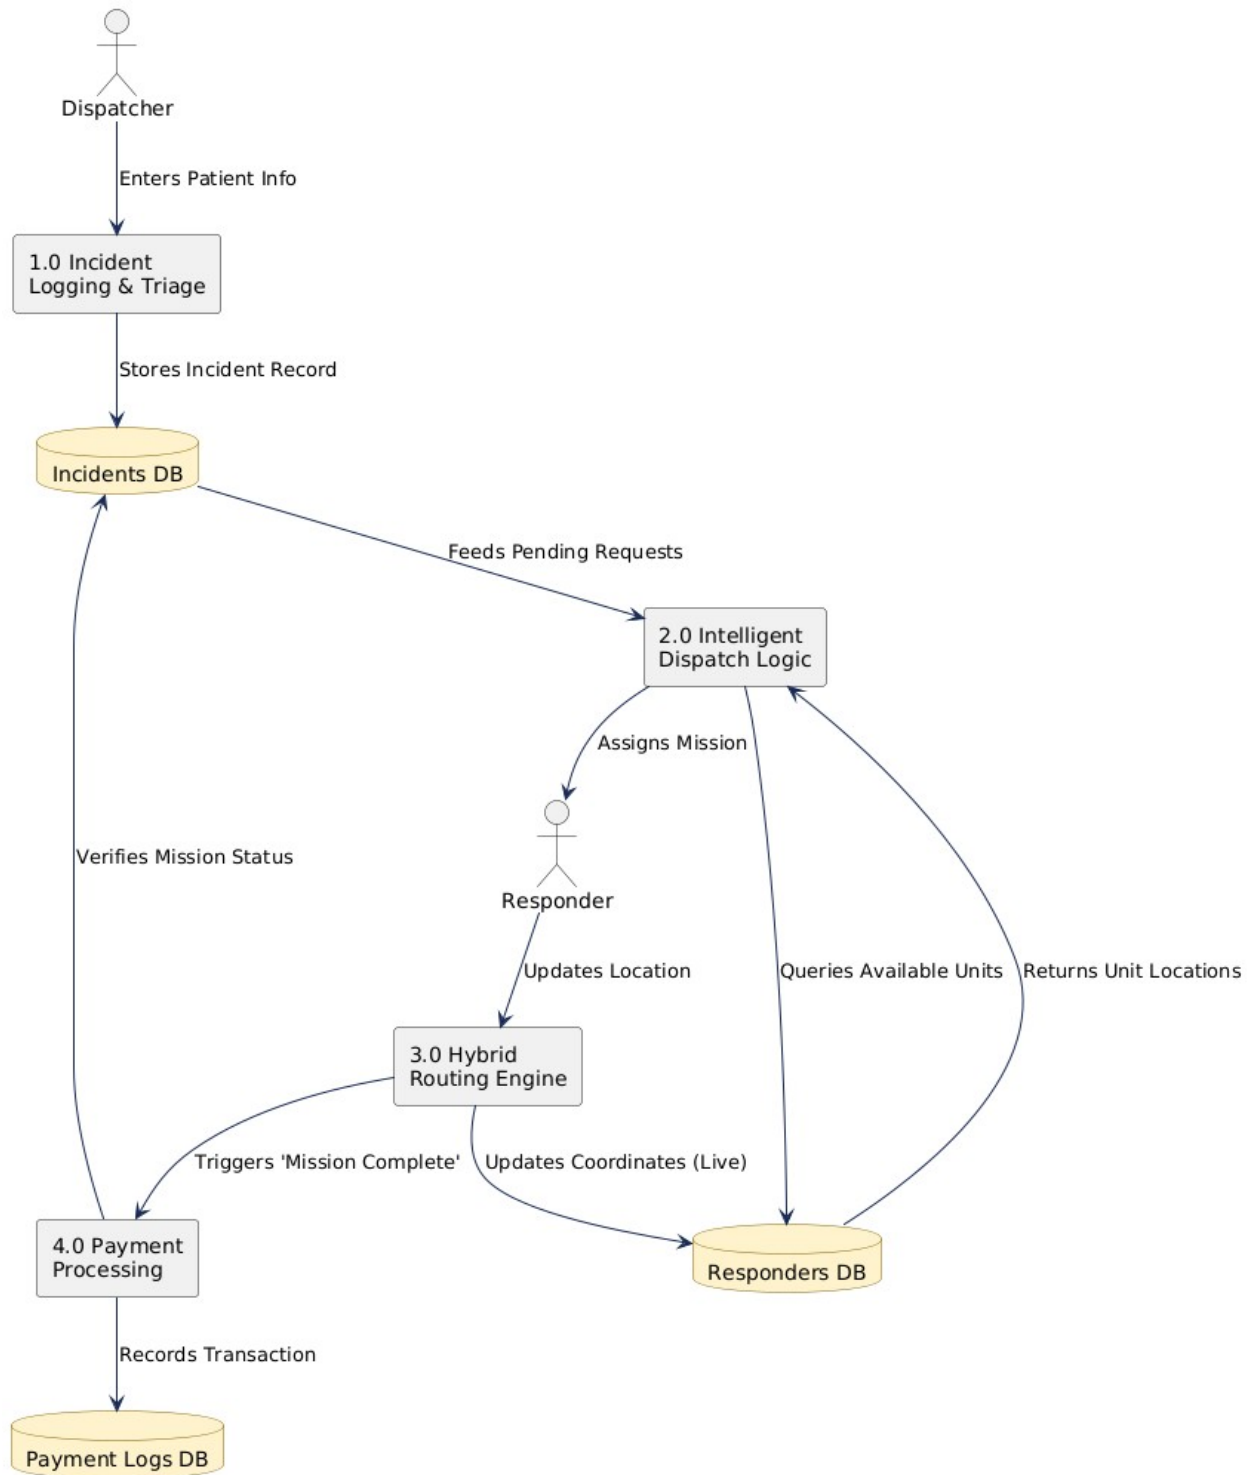 Dispatcher
Enters Patient Info
1.0 Incident
Logging & Triage
Stores Incident Record
Incidents DB
Feeds Pending Requests
2.0 Intelligent
Dispatch Logic
Assigns Mission
Verifies Mission Status
Responder
Updates Location
Queries Available Units
Returns Unit Locations
3.0 Hybrid
Routing Engine
Triggers 'Mission Complete'
Updates Coordinates (Live)
4.0 Payment
Processing
Responders DB
Records Transaction
Payment Logs DB